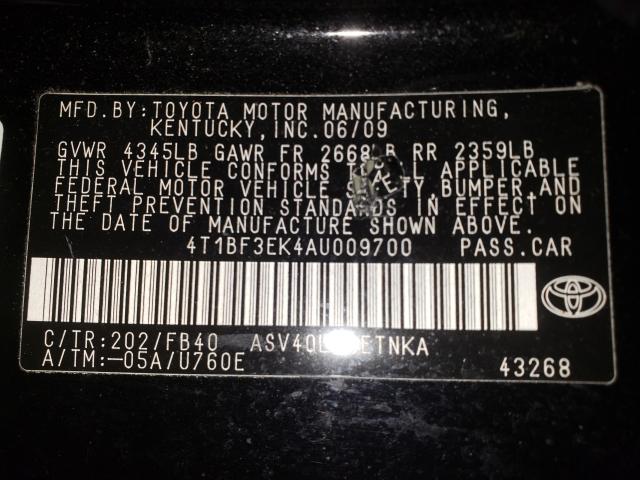 MFD.BY:TOYOTA MOTOR MANUFACTURING,
KENTUCKY,INC.06/09
GVWR 4345LB GAWR FR 2668LB RR 2359LB
THIS VEHICLE CONFORMS APPLICABLE
FEDERAL MOTOR VEHICLE BUMPER,AND
THEFT PREVENTION STANDARDS IN EFFECT ON
THE DATE OF MANUFACTURE SHOWN ABOVE.
4T1BF3EK4AU009700 PASS.CAR
C/TR:202/FB40
A/TM:-05A/U760E 43268